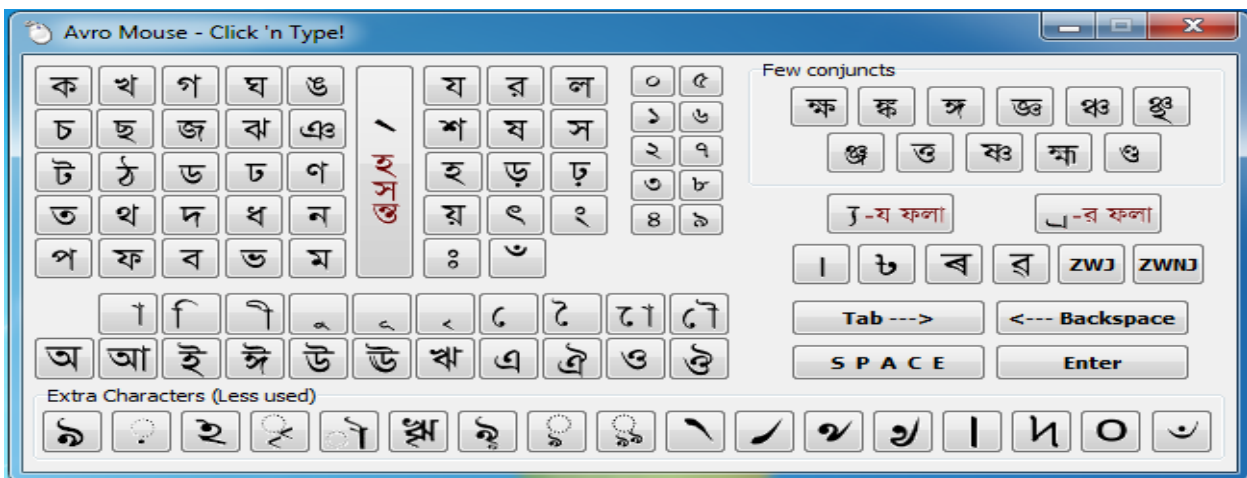 Avro Mouse - Click 'n Type!
ক খ গ ঘ ঙ য র ল ০ ৫ Few conjuncts
ক্ষ ঙ্ক ঙ্গ জ্ঞ ঞ্চ ঞ্ছ
চ ছ জ ঝ ঞ ্ হসন্ত শ ষ স ১ ৬
ঞ্জ ত্ত ষ্ণ হ্ম ণ্ড
ট ঠ ড ঢ ণ হ ড় ঢ় ২ ৭
৩ ৮
ত থ দ ধ ন য় ৎ ং ৪ ৯ ্য -য ফলা ্র -র ফলা
প ফ ব ভ ম ঃ ঁ । ৳ ৰ ৱ ZWJ ZWNJ
া ি ী ু ূ ৃ ে ৈ ো ৌ Tab ---> <--- Backspace
অ আ ই ঈ উ ঊ ঋ এ ঐ ও ঔ S P A C E Enter
Extra Characters (Less used)
ঌ ় ঽ ৄ ৗ ৠ ৡ ৢ ৣ ৴ ৵ ৶ ৷ ৸ ৹